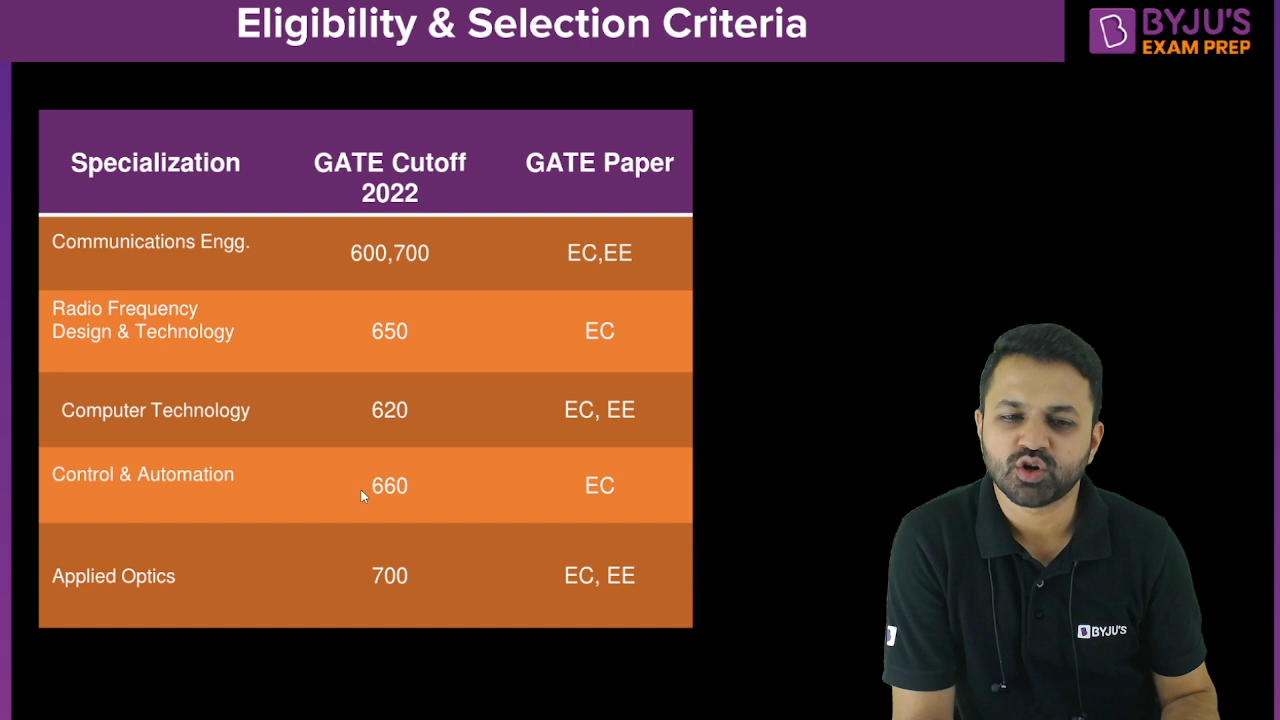 Eligibility & Selection Criteria
BYJU'S
EXAM PREP
Specialization GATE Cutoff 2022 GATE Paper
Communications Engg. 600,700 EC,EE
Radio Frequency
Design & Technology 650 EC
Computer Technology 620 EC, EE
Control & Automation 660 EC
Applied Optics 700 EC, EE
BYJU'S